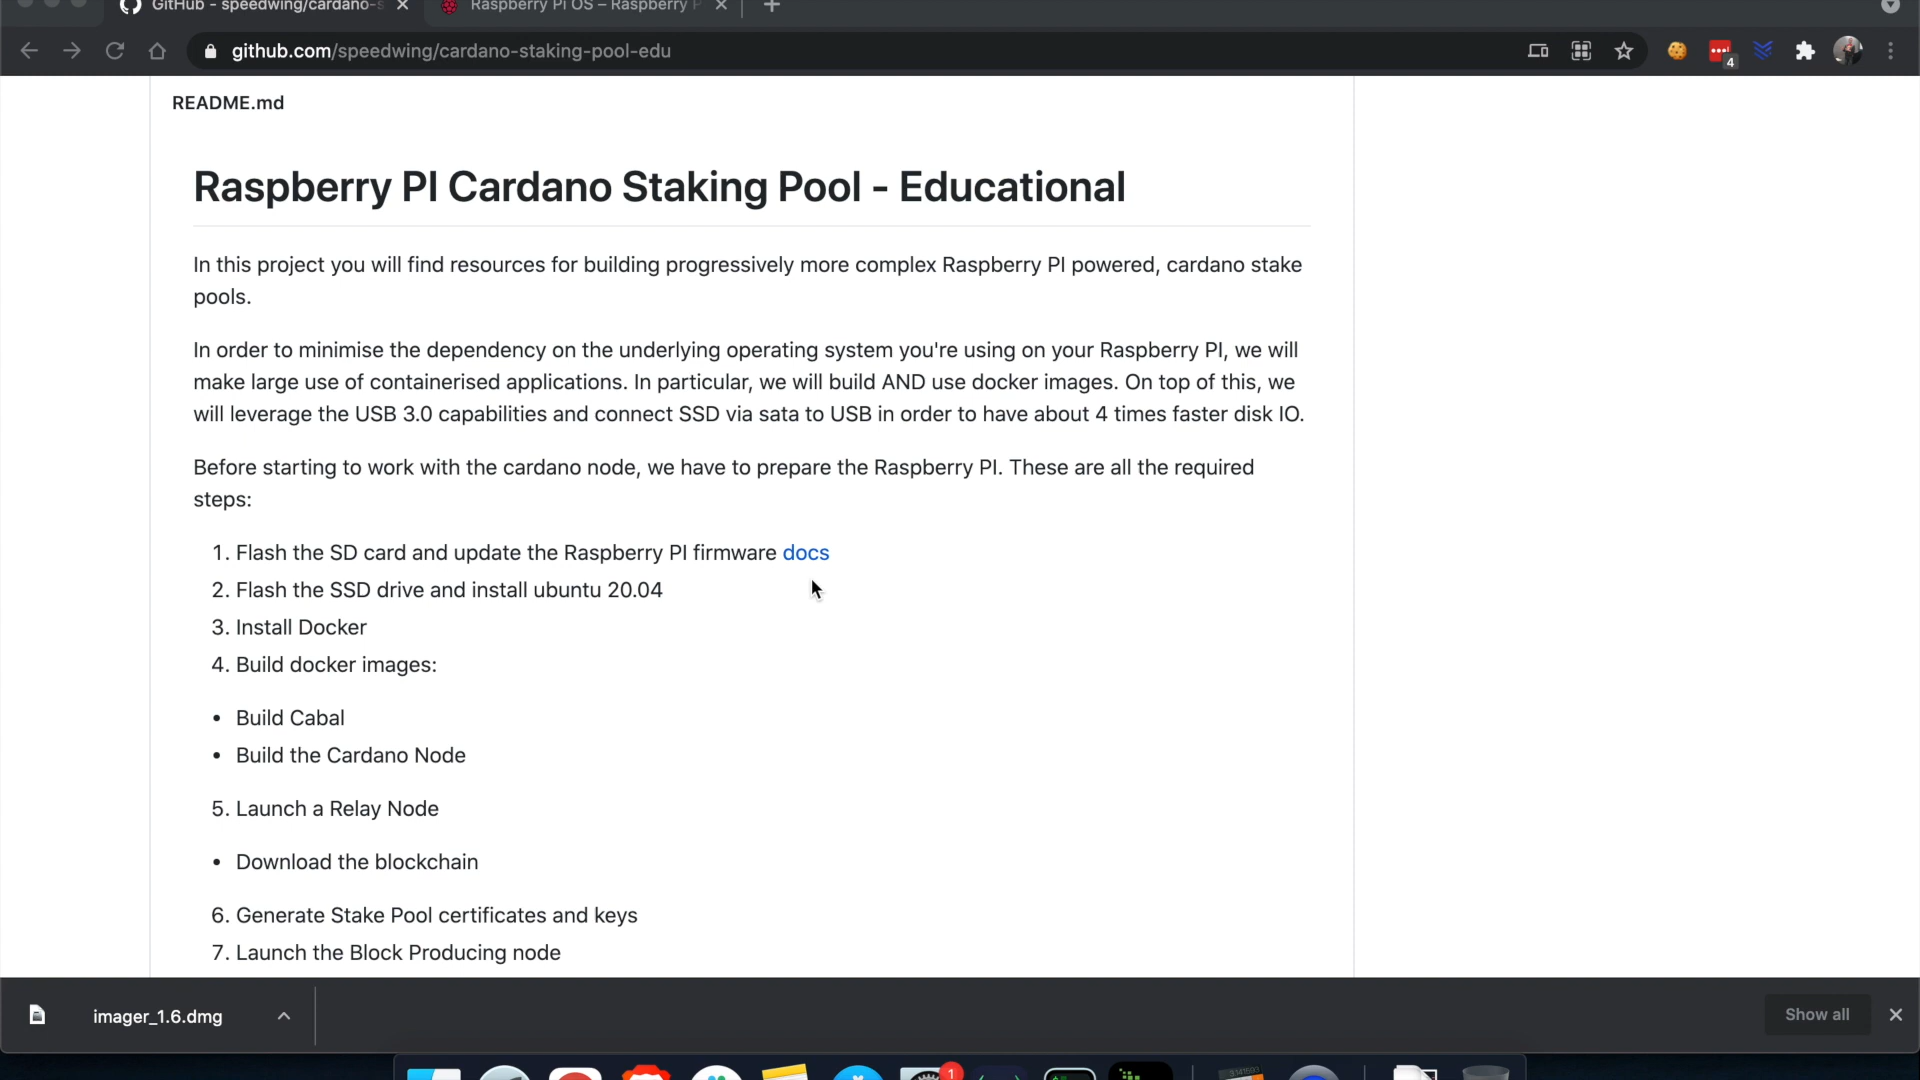 GitHub - speedwing/cardano-s
Raspberry Pi OS – Raspberry P
github.com/speedwing/cardano-staking-pool-edu
4
README.md
Raspberry PI Cardano Staking Pool - Educational
In this project you will find resources for building progressively more complex Raspberry PI powered, cardano stake
pools.
In order to minimise the dependency on the underlying operating system you're using on your Raspberry PI, we will
make large use of containerised applications. In particular, we will build AND use docker images. On top of this, we
will leverage the USB 3.0 capabilities and connect SSD via sata to USB in order to have about 4 times faster disk IO.
Before starting to work with the cardano node, we have to prepare the Raspberry PI. These are all the required
steps:
1. Flash the SD card and update the Raspberry PI firmware docs
2. Flash the SSD drive and install ubuntu 20.04
3. Install Docker
4. Build docker images:
• Build Cabal
• Build the Cardano Node
5. Launch a Relay Node
• Download the blockchain
6. Generate Stake Pool certificates and keys
7. Launch the Block Producing node
imager_1.6.dmg
Show all
1